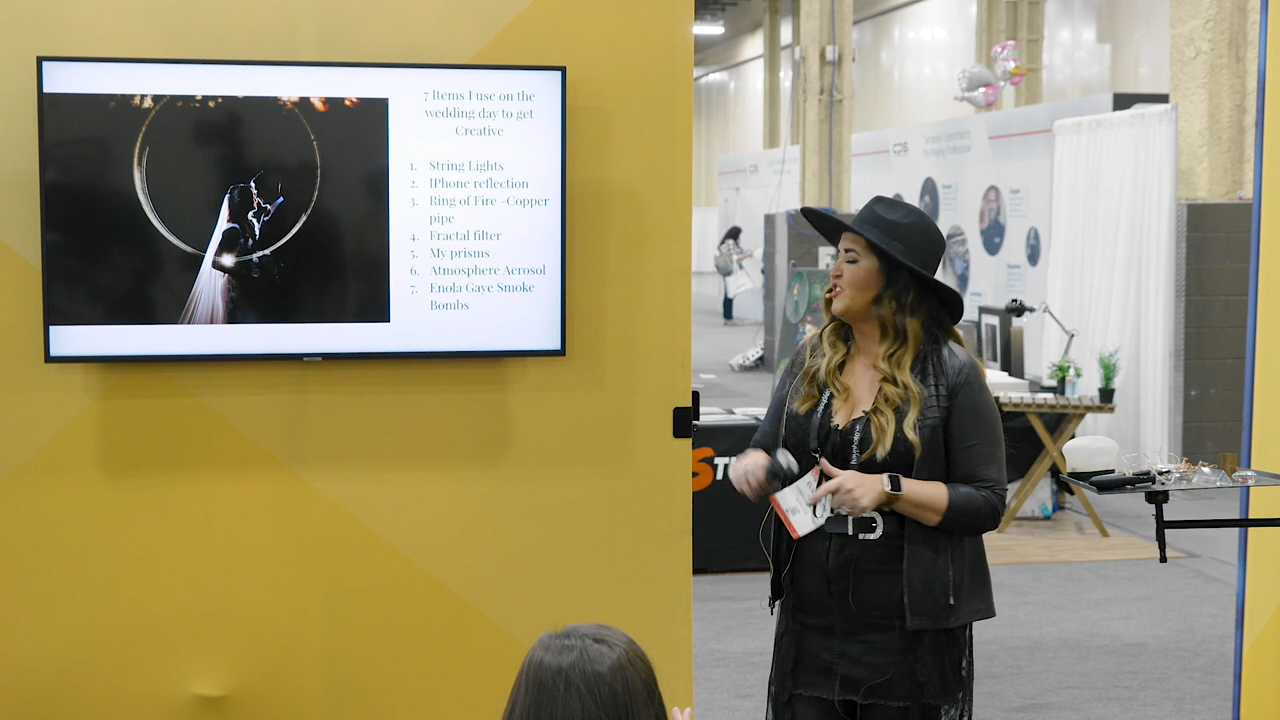 7 Items I use on the
wedding day to get
Creative
1. String Lights
2. IPhone reflection
3. Ring of Fire –Copper
pipe
4. Fractal filter
5. My prisms
6. Atmosphere Aerosol
7. Enola Gaye Smoke
Bombs
CPS